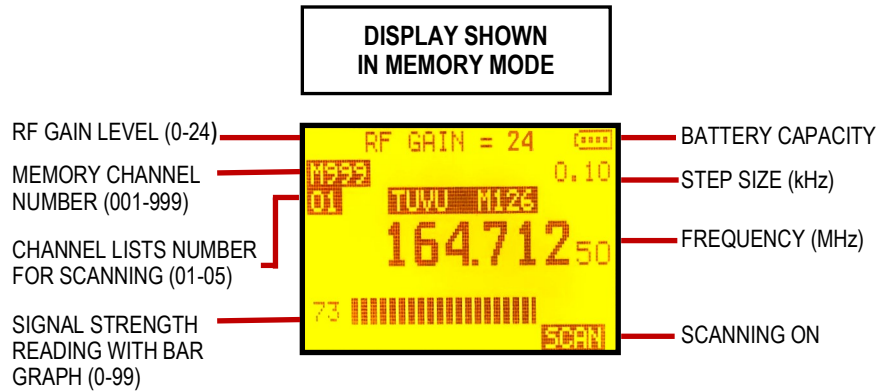 DISPLAY SHOWN
IN MEMORY MODE
RF GAIN LEVEL (0-24)
MEMORY CHANNEL
NUMBER (001-999)
CHANNEL LISTS NUMBER
FOR SCANNING (01-05)
SIGNAL STRENGTH
READING WITH BAR
GRAPH (0-99)
RF GAIN = 24
M999
0.10
01
TUVU M126
164.71250
73
SCAN
BATTERY CAPACITY
STEP SIZE (kHz)
FREQUENCY (MHz)
SCANNING ON